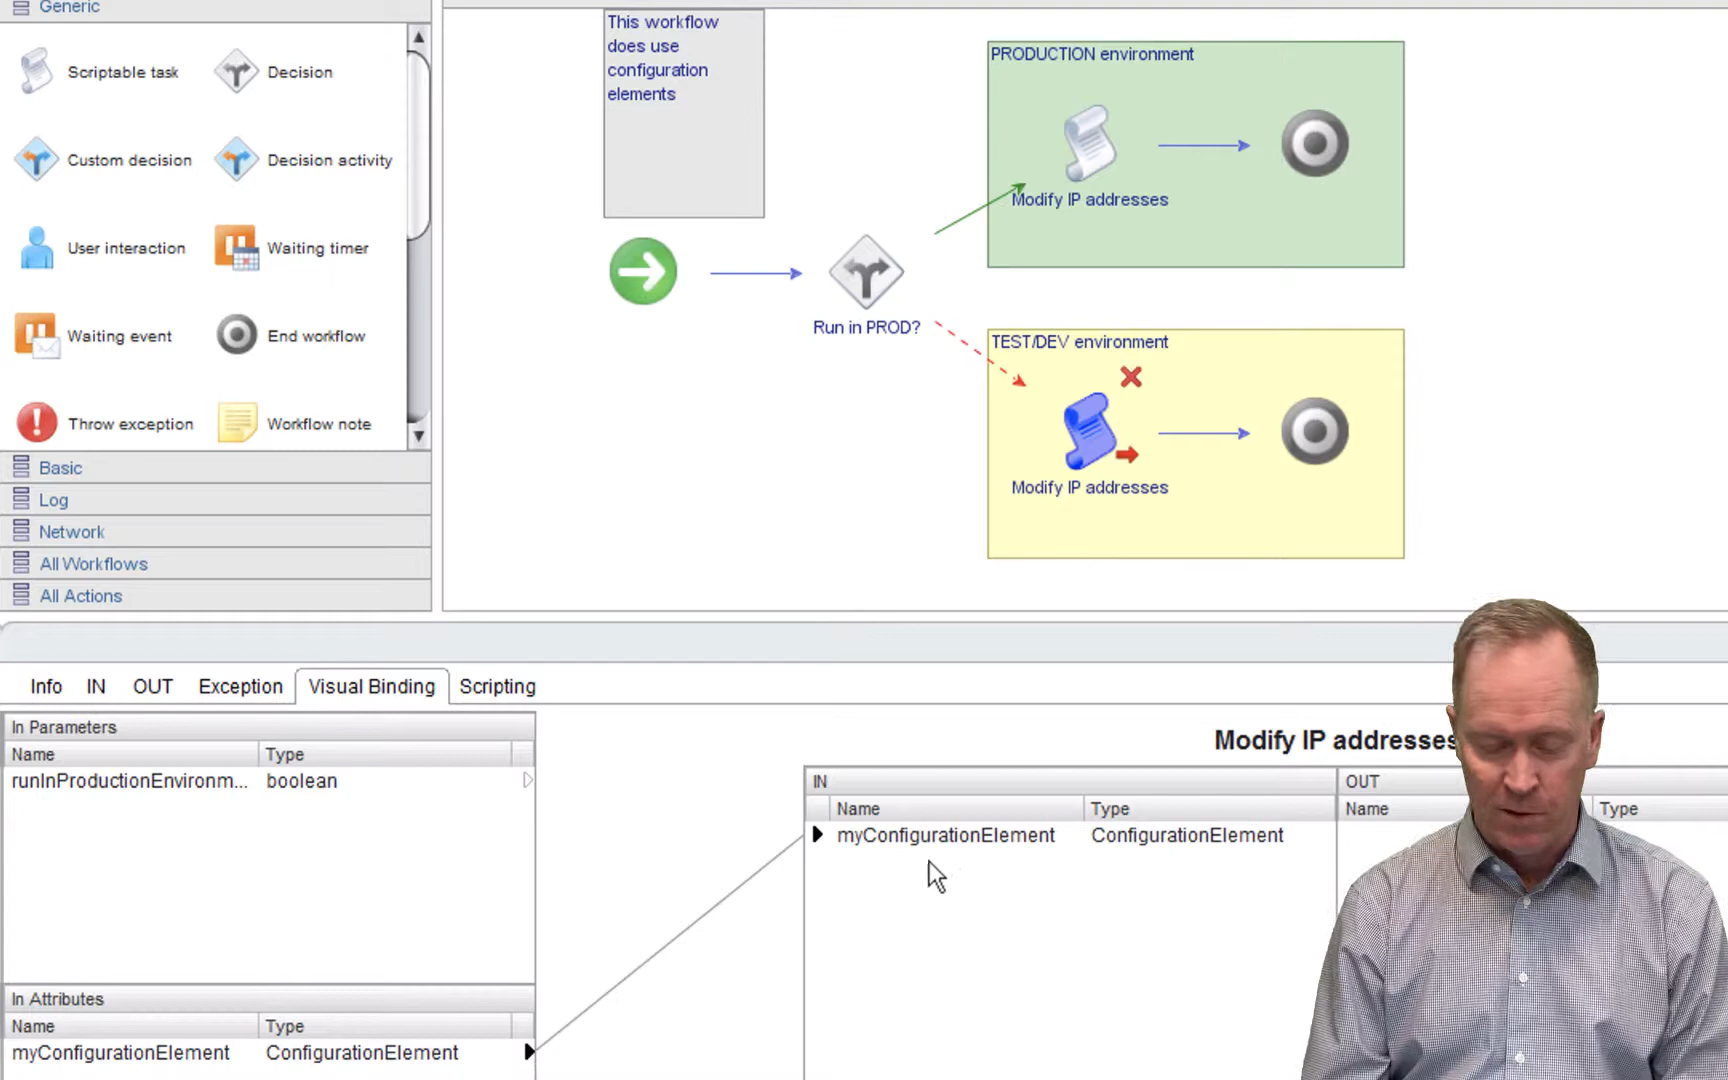 Generic
Scriptable task
Decision
Custom decision
Decision activity
User interaction
Waiting timer
Waiting event
End workflow
Throw exception
Workflow note
Basic
Log
Network
All Workflows
All Actions
This workflow
does use
configuration
elements
Run in PROD?
PRODUCTION environment
Modify IP addresses
TEST/DEV environment
Modify IP addresses
Info IN OUT Exception Visual Binding Scripting
In Parameters
Name Type
runInProductionEnvironm... boolean
In Attributes
Name Type
myConfigurationElement ConfigurationElement
Modify IP addresses
IN OUT
Name Type Name Type
myConfigurationElement ConfigurationElement